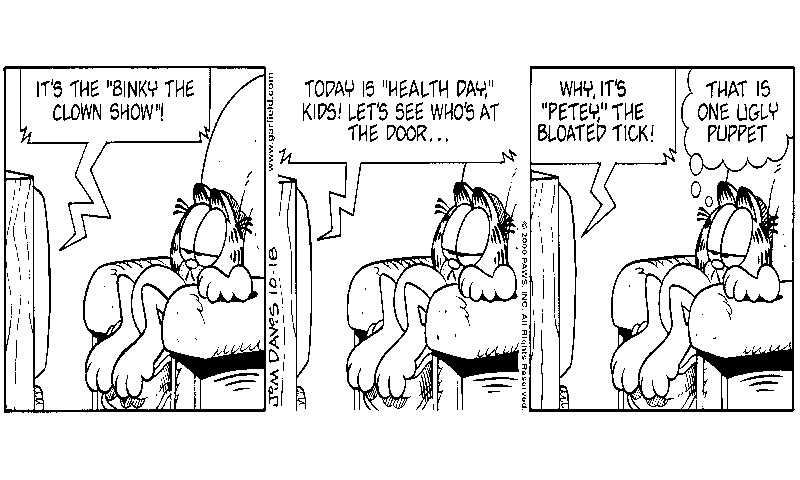 IT'S THE "BINKY THE
CLOWN SHOW"!
www.garfield.com
JIM DAVIS 10-18
TODAY IS "HEALTH DAY,"
KIDS! LET'S SEE WHO'S AT
THE DOOR...
© 2000 PAWS, INC. All Rights Reserved.
WHY, IT'S
"PETEY," THE
BLOATED TICK!
THAT IS
ONE UGLY
PUPPET